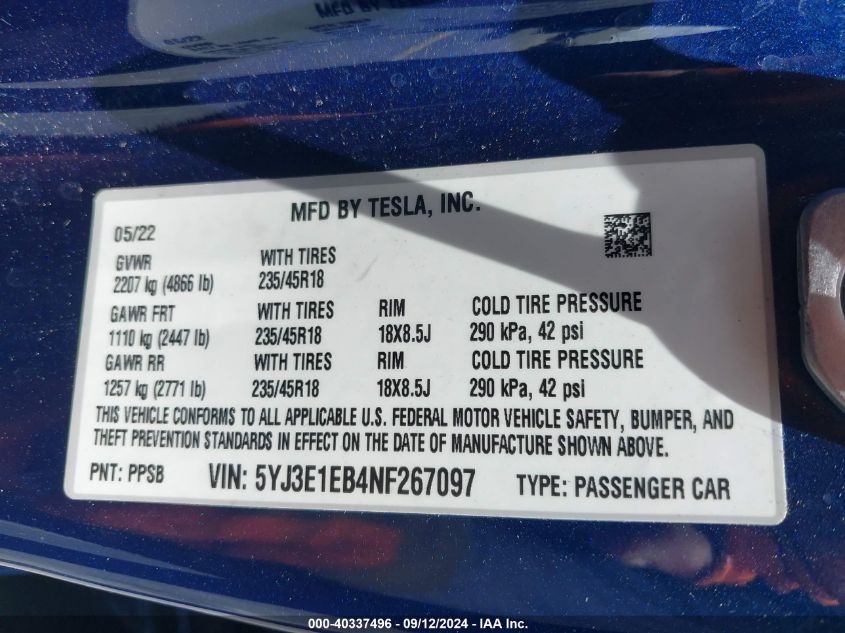 MFD BY TESLA, INC.
05/22
GVWR WITH TIRES
2207 kg (4866 lb) 235/45R18
GAWR FRT WITH TIRES RIM COLD TIRE PRESSURE
1110 kg (2447 lb) 235/45R18 18X8.5J 290 kPa, 42 psi
GAWR RR WITH TIRES RIM COLD TIRE PRESSURE
1257 kg (2771 lb) 235/45R18 18X8.5J 290 kPa, 42 psi
THIS VEHICLE CONFORMS TO ALL APPLICABLE U.S. FEDERAL MOTOR VEHICLE SAFETY, BUMPER, AND
THEFT PREVENTION STANDARDS IN EFFECT ON THE DATE OF MANUFACTURE SHOWN ABOVE.
PNT: PPSB VIN: 5YJ3E1EB4NF267097 TYPE: PASSENGER CAR
000-40337496 - 09/12/2024 - IAA Inc.